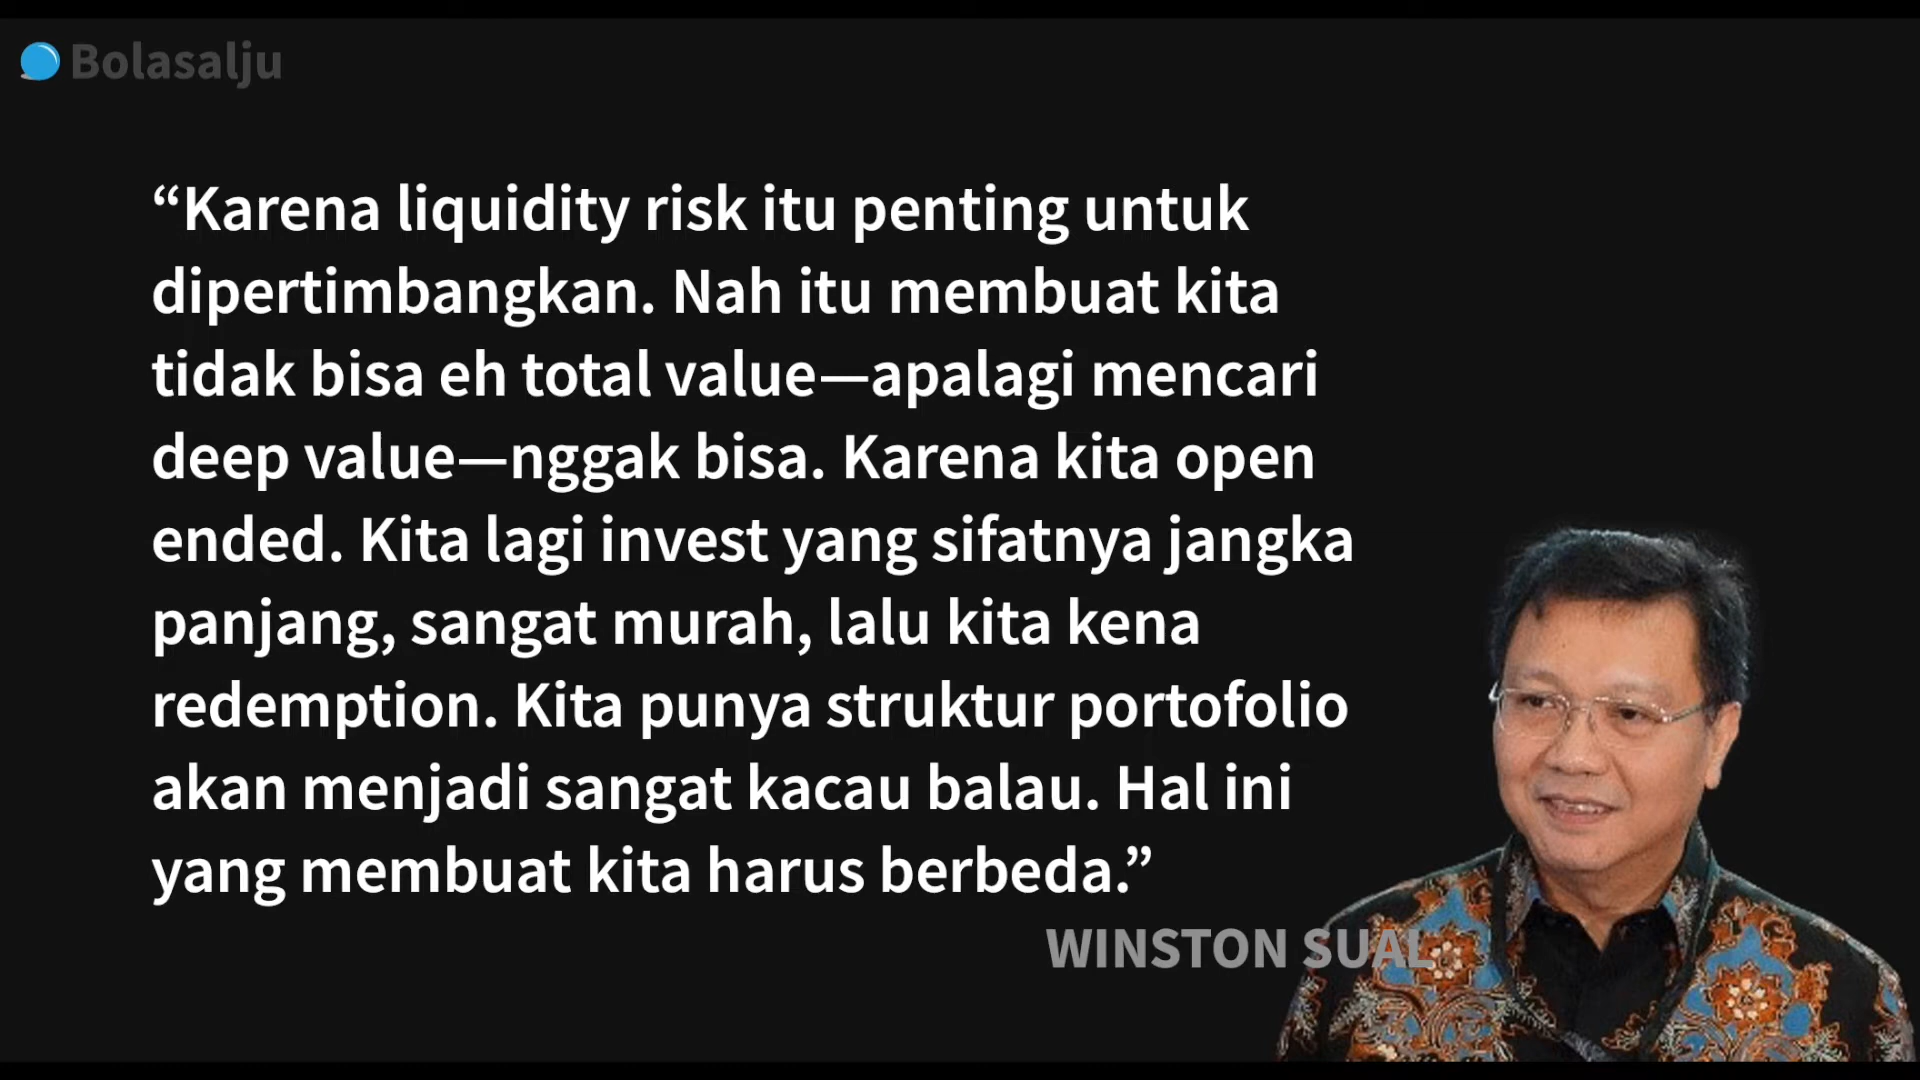 Bolasalju
“Karena liquidity risk itu penting untuk
dipertimbangkan. Nah itu membuat kita
tidak bisa eh total value—apalagi mencari
deep value—nggak bisa. Karena kita open
ended. Kita lagi invest yang sifatnya jangka
panjang, sangat murah, lalu kita kena
redemption. Kita punya struktur portofolio
akan menjadi sangat kacau balau. Hal ini
yang membuat kita harus berbeda.”
WINSTON SUAL